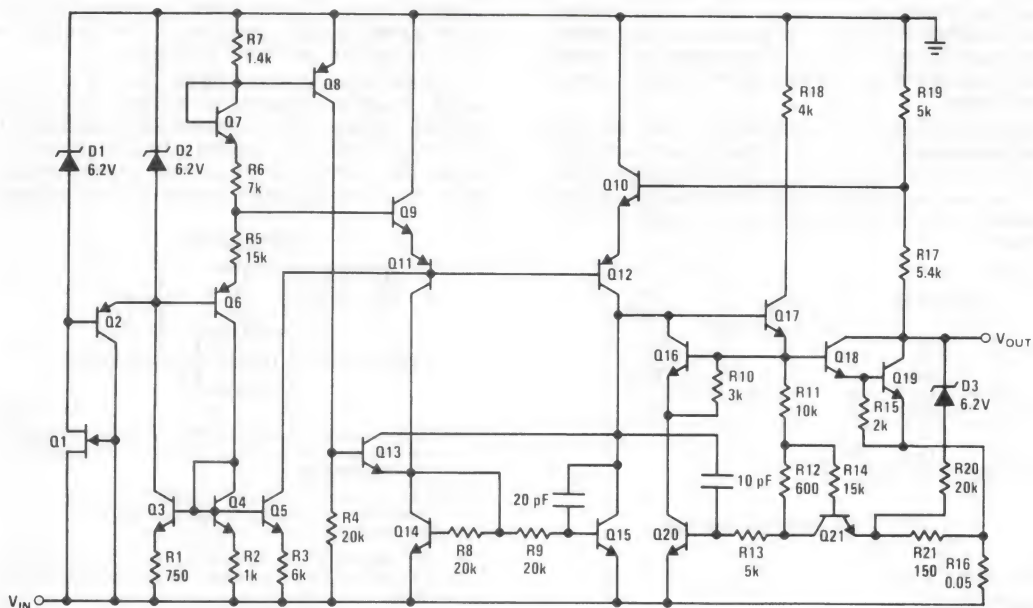 R7
1.4k
Q8
R18
4k
R19
5k
Q7
D1
6.2V
D2
6.2V
R6
7k
Q10
Q9
R5
15k
R17
5.4k
Q11
Q12
Q2
Q6
Q17
VOUT
Q16
Q18
Q19
D3
6.2V
R10
3k
R11
10k
R15
2k
Q1
Q13
R12
600
R14
15k
R20
20k
20 pF
10 pF
Q3
Q4
Q5
R4
20k
Q14
R8
20k
R9
20k
Q15
Q20
R13
5k
Q21
R21
150
R16
0.05
R1
750
R2
1k
R3
6k
VIN